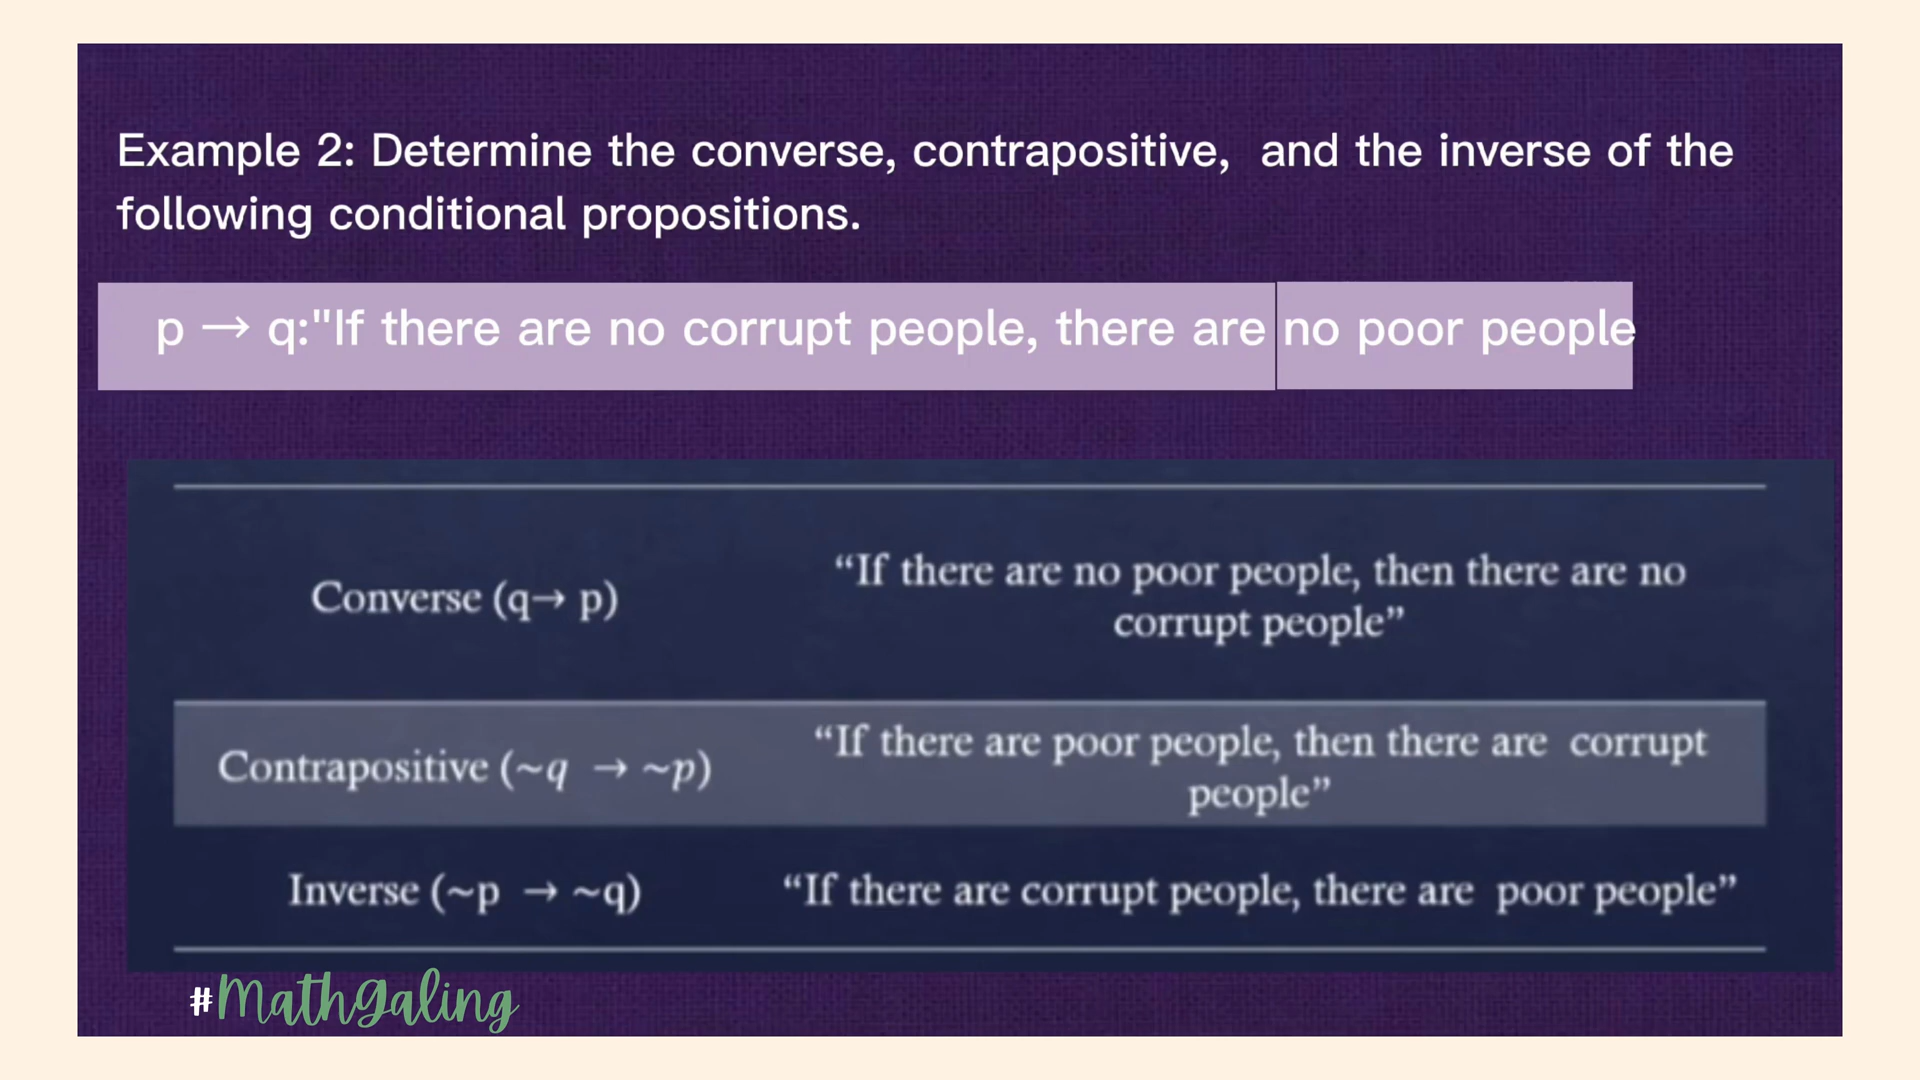 Example 2: Determine the converse, contrapositive, and the inverse of the
following conditional propositions.
p → q:"If there are no corrupt people, there are no poor people
Converse (q→ p)
“If there are no poor people, then there are no
corrupt people”
Contrapositive (~q → ~p)
“If there are poor people, then there are corrupt
people”
Inverse (~p → ~q)
“If there are corrupt people, there are poor people”
#MathGaling